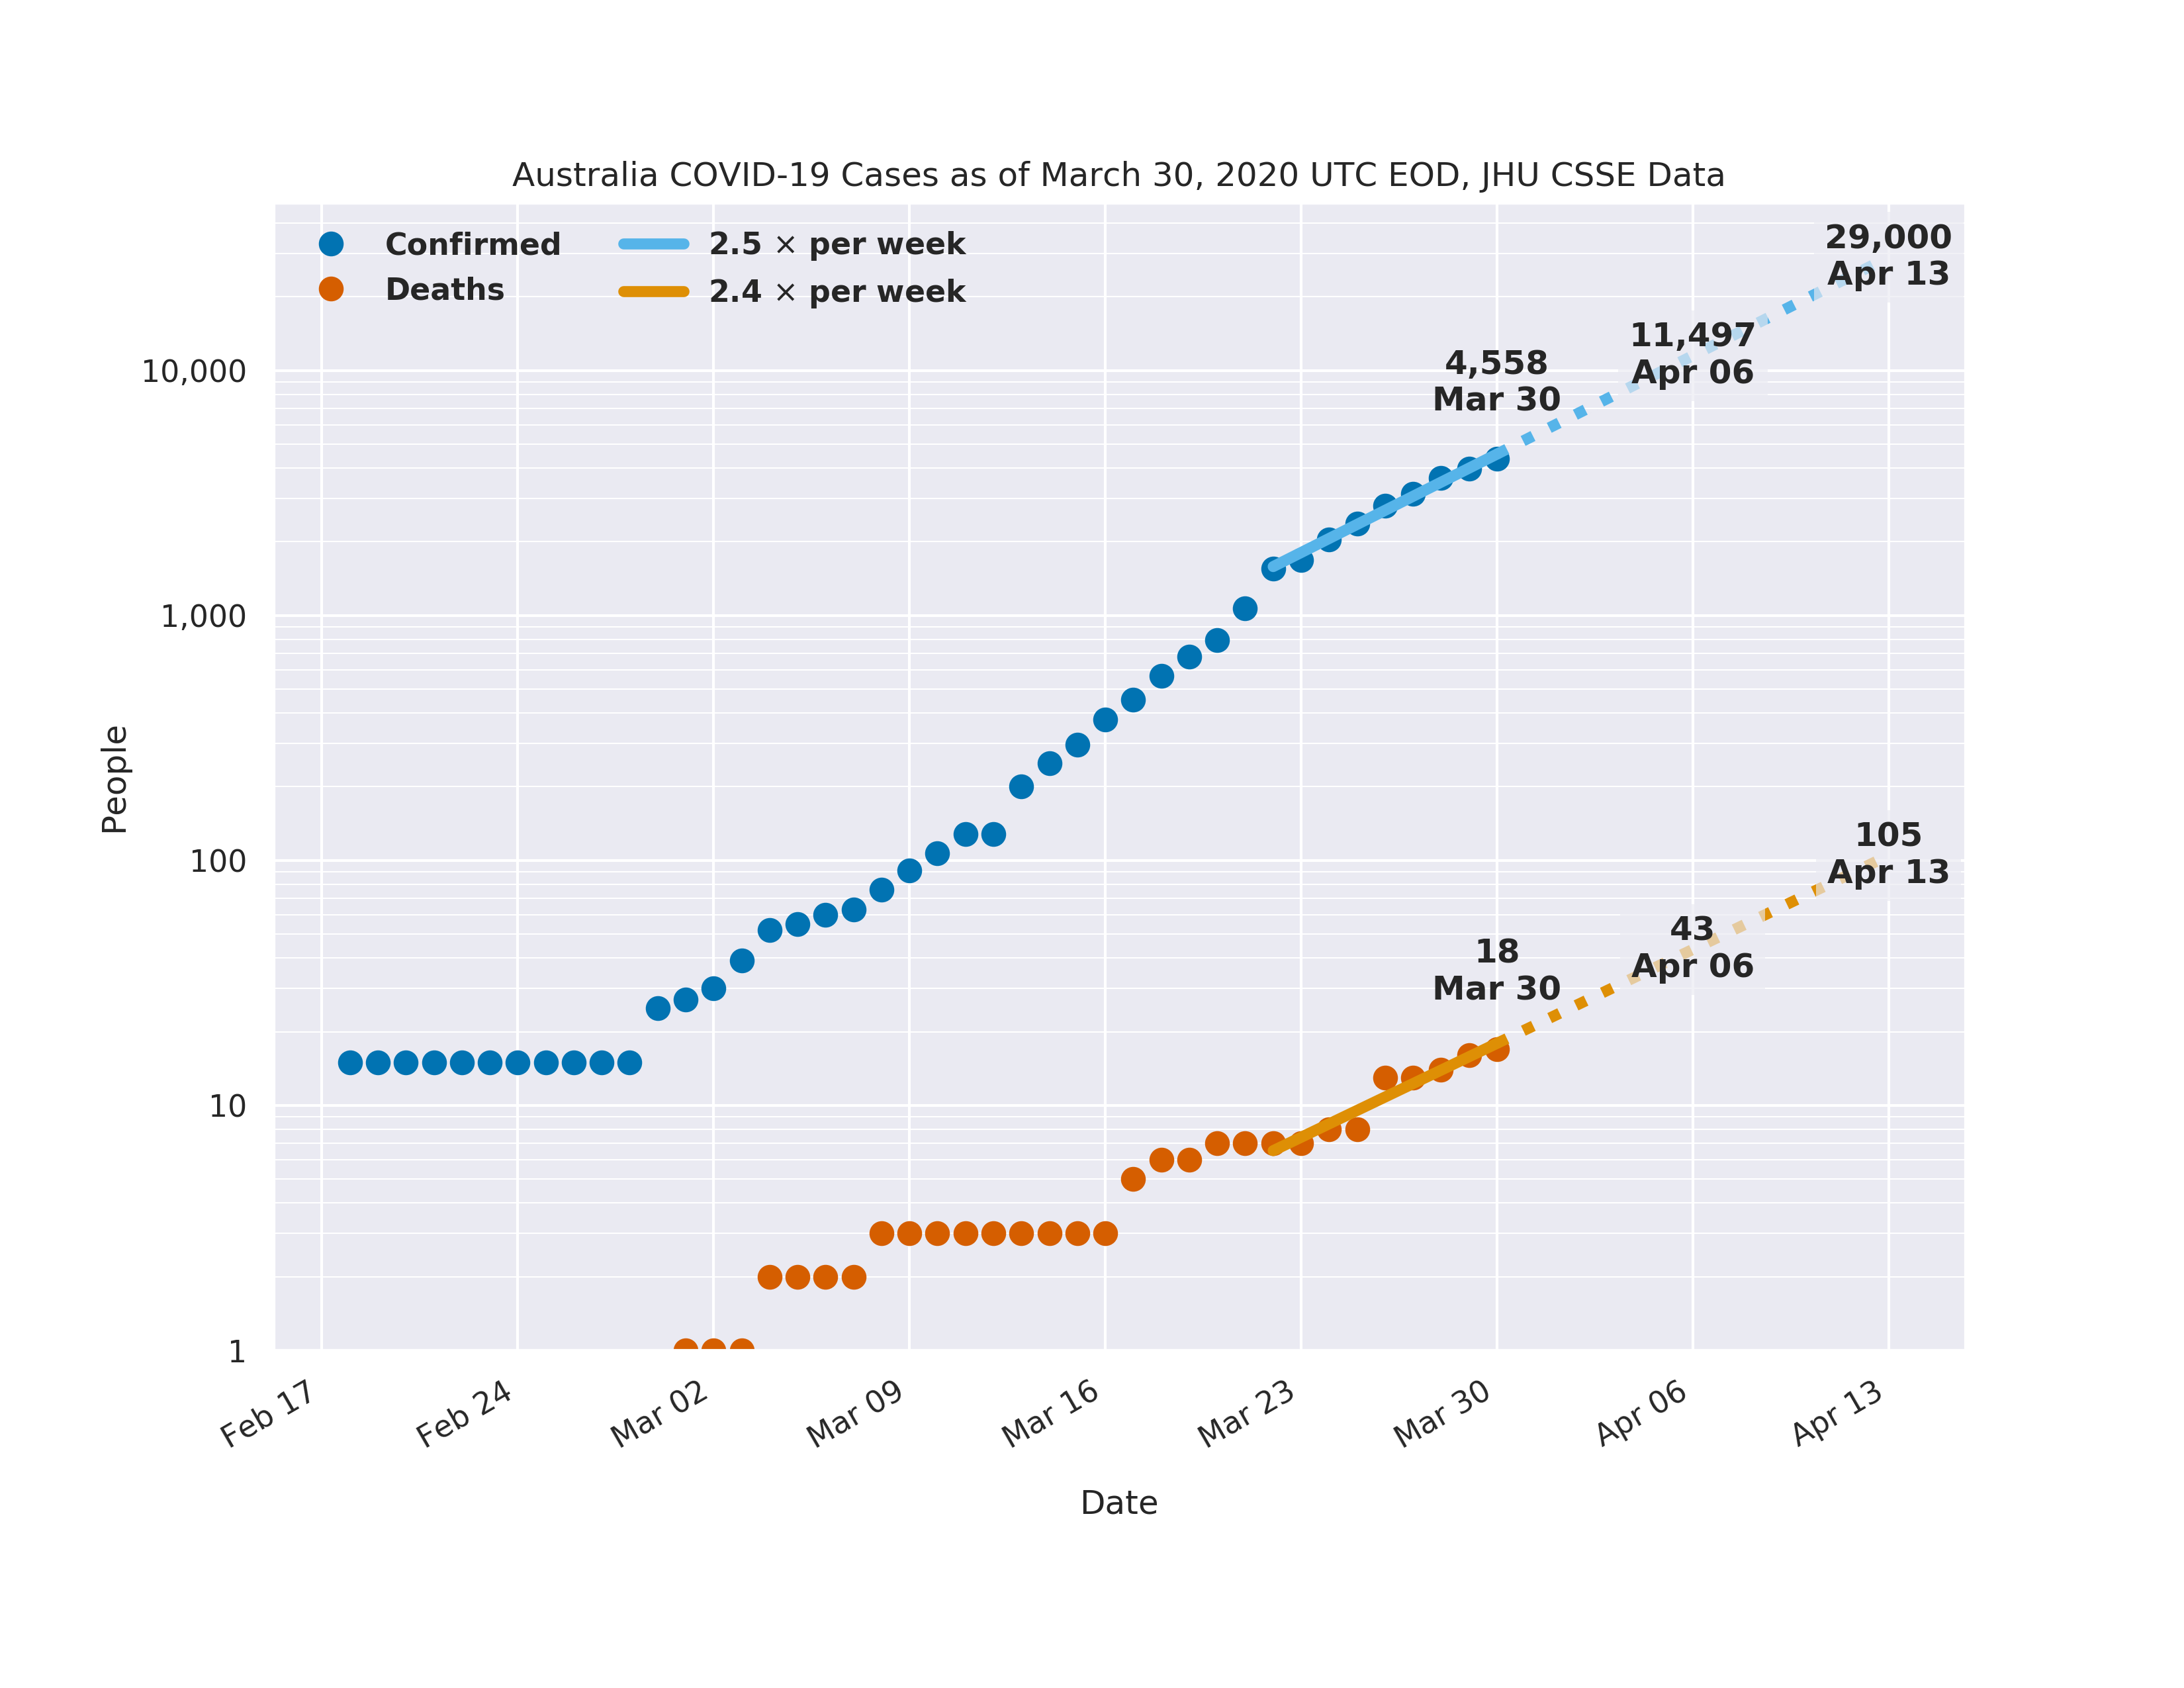 Australia COVID-19 Cases as of March 30, 2020 UTC EOD, JHU CSSE Data
Confirmed
Deaths
2.5 × per week
2.4 × per week
29,000
Apr 13
11,497
Apr 06
4,558
Mar 30
105
Apr 13
43
Apr 06
18
Mar 30
People
10,000
1,000
100
10
1
Feb 17
Feb 24
Mar 02
Mar 09
Mar 16
Mar 23
Mar 30
Apr 06
Apr 13
Date